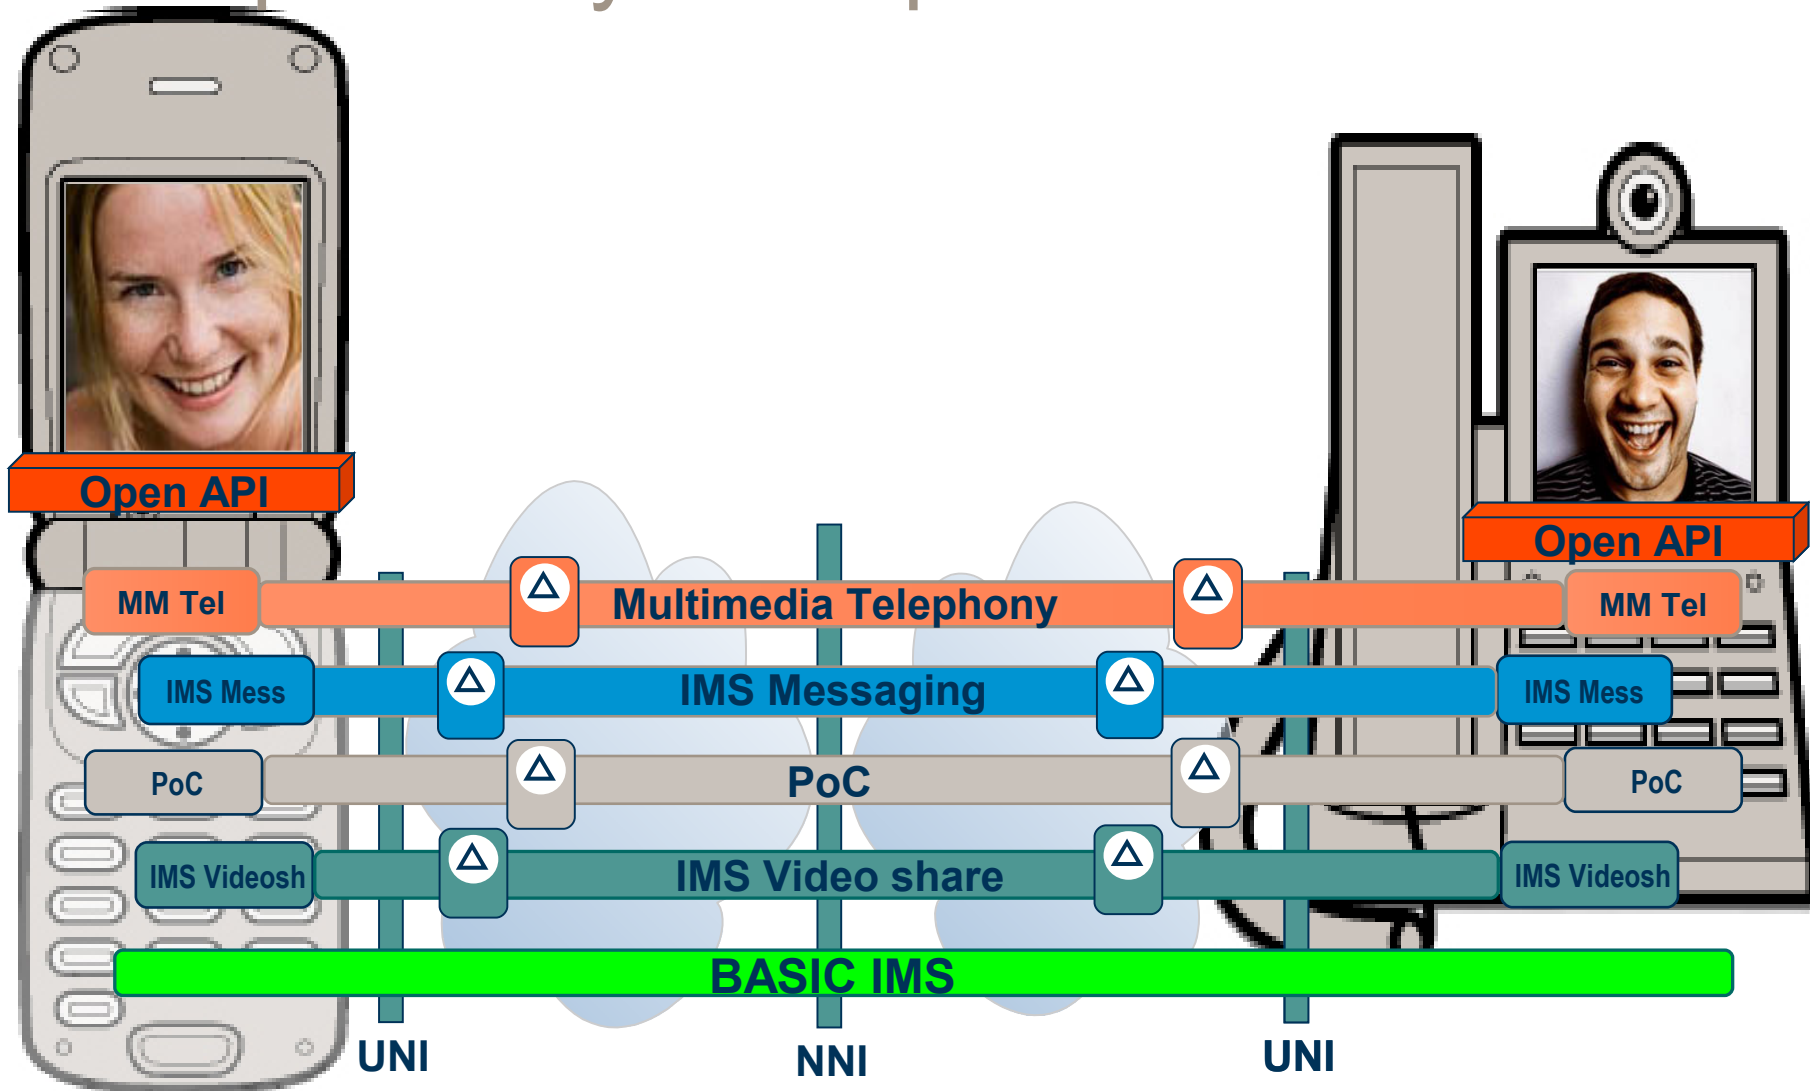 Open API
Open API
MM Tel
Multimedia Telephony
MM Tel
IMS Mess
IMS Messaging
IMS Mess
PoC
PoC
PoC
IMS Videosh
IMS Video share
IMS Videosh
BASIC IMS
UNI
NNI
UNI